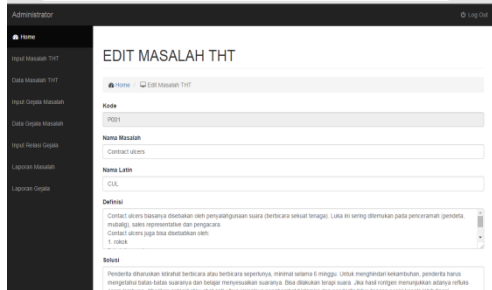 Administrator
Log Out
Home
Input Masalah THT
Data Masalah THT
Input Gejala Masalah
Data Gejala Masalah
Input Relasi Gejala
Laporan Masalah
Laporan Gejala
EDIT MASALAH THT
Home / Edit Masalah THT
Kode
P001
Nama Masalah
Contract ulcers
Nama Latin
CUL
Definisi
Contact ulcers biasanya disebakan oleh penyalahgunaan suara (berbicara sekuat tenaga). Luka ini sering ditemukan pada penceramah (pendeta,
mubalig), sales representative dan pengacara.
Contact ulcers juga bisa disebabkan oleh:
1. rokok
Solusi
Penderita diharuskan istirahat berbicara atau berbicara seperlunya, minimal selama 6 minggu. Untuk menghindari kekambuhan, penderita harus
mengetahui batas-batas suaranya dan belajar menyesuaikan suaranya. Bisa dilakukan terapi suara. Jika hasil rontgen menunjukkan adanya refluks